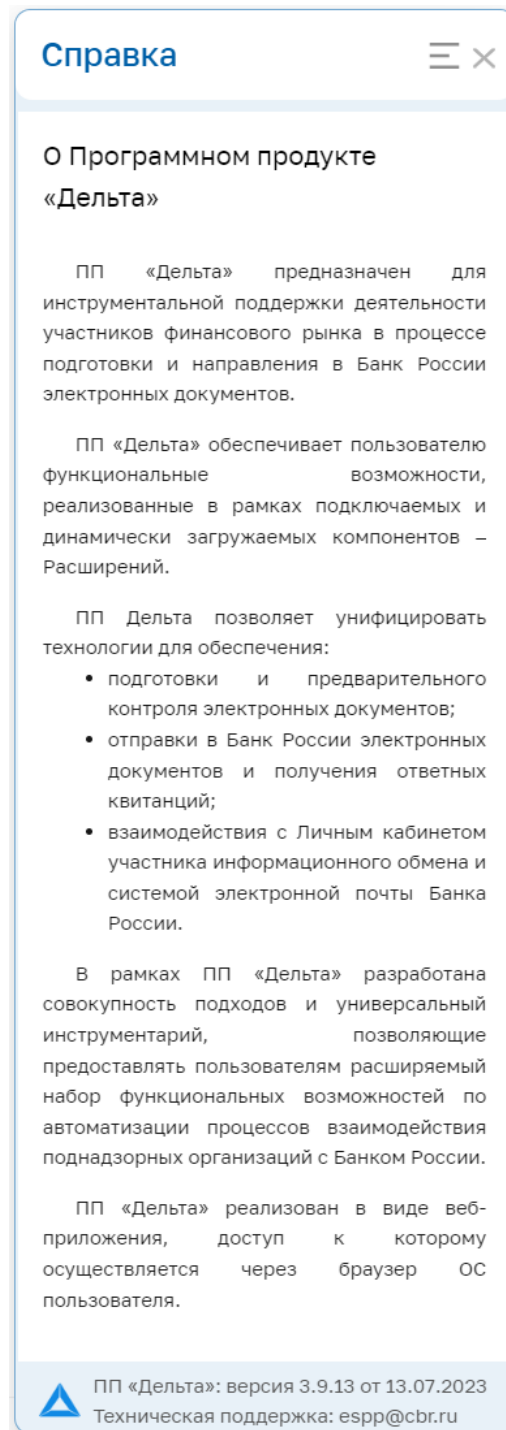 Справка
О Программном продукте
«Дельта»
ПП «Дельта» предназначен для
инструментальной поддержки деятельности
участников финансового рынка в процессе
подготовки и направления в Банк России
электронных документов.
ПП «Дельта» обеспечивает пользователю
функциональные возможности,
реализованные в рамках подключаемых и
динамически загружаемых компонентов –
Расширений.
ПП Дельта позволяет унифицировать
технологии для обеспечения:
• подготовки и предварительного
контроля электронных документов;
• отправки в Банк России электронных
документов и получения ответных
квитанций;
• взаимодействия с Личным кабинетом
участника информационного обмена и
системой электронной почты Банка
России.
В рамках ПП «Дельта» разработана
совокупность подходов и универсальный
инструментарий, позволяющие
предоставлять пользователям расширяемый
набор функциональных возможностей по
автоматизации процессов взаимодействия
поднадзорных организаций с Банком России.
ПП «Дельта» реализован в виде веб-
приложения, доступ к которому
осуществляется через браузер ОС
пользователя.
ПП «Дельта»: версия 3.9.13 от 13.07.2023
Техническая поддержка: espp@cbr.ru